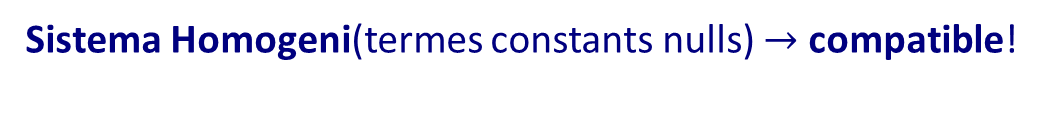 Sistema Homogeni(termes constants nulls) → compatible!